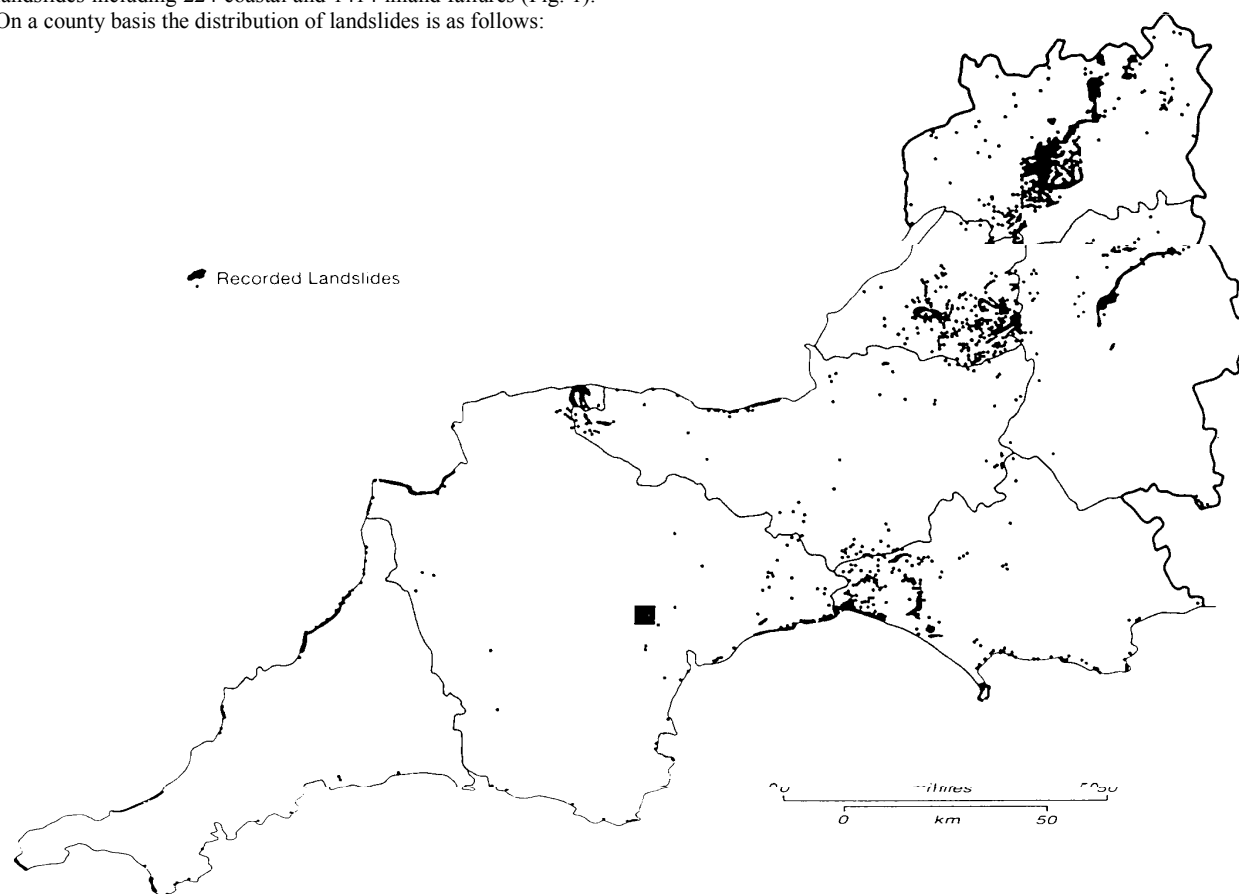 landslides including 224 coastal and 1414 inland failures (Fig. 1).
On a county basis the distribution of landslides is as follows:
Recorded Landslides
0 km 50